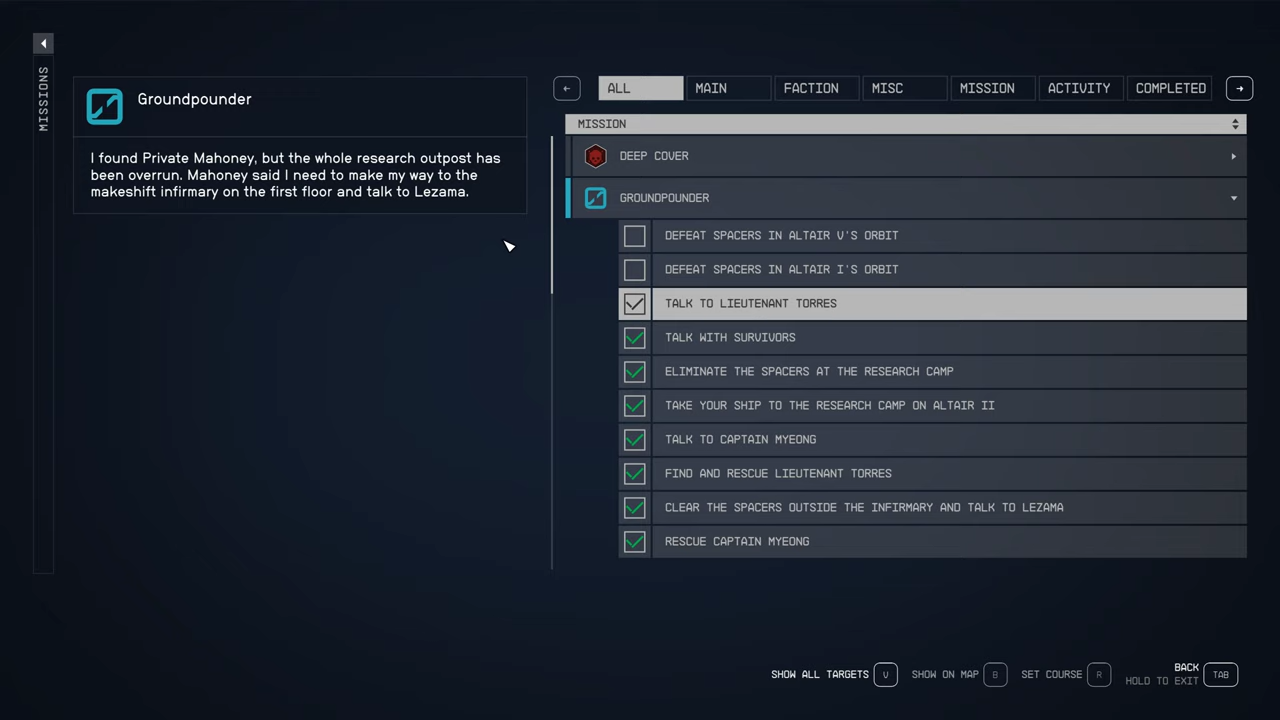 MISSIONS
Groundpounder
I found Private Mahoney, but the whole research outpost has
been overrun. Mahoney said I need to make my way to the
makeshift infirmary on the first floor and talk to Lezama.
ALL
MAIN
FACTION
MISC
MISSION
ACTIVITY
COMPLETED
MISSION
DEEP COVER
GROUNDPOUNDER
DEFEAT SPACERS IN ALTAIR V'S ORBIT
DEFEAT SPACERS IN ALTAIR I'S ORBIT
TALK TO LIEUTENANT TORRES
TALK WITH SURVIVORS
ELIMINATE THE SPACERS AT THE RESEARCH CAMP
TAKE YOUR SHIP TO THE RESEARCH CAMP ON ALTAIR II
TALK TO CAPTAIN MYEONG
FIND AND RESCUE LIEUTENANT TORRES
CLEAR THE SPACERS OUTSIDE THE INFIRMARY AND TALK TO LEZAMA
RESCUE CAPTAIN MYEONG
SHOW ALL TARGETS V
SHOW ON MAP B
SET COURSE R
BACK
HOLD TO EXIT
TAB